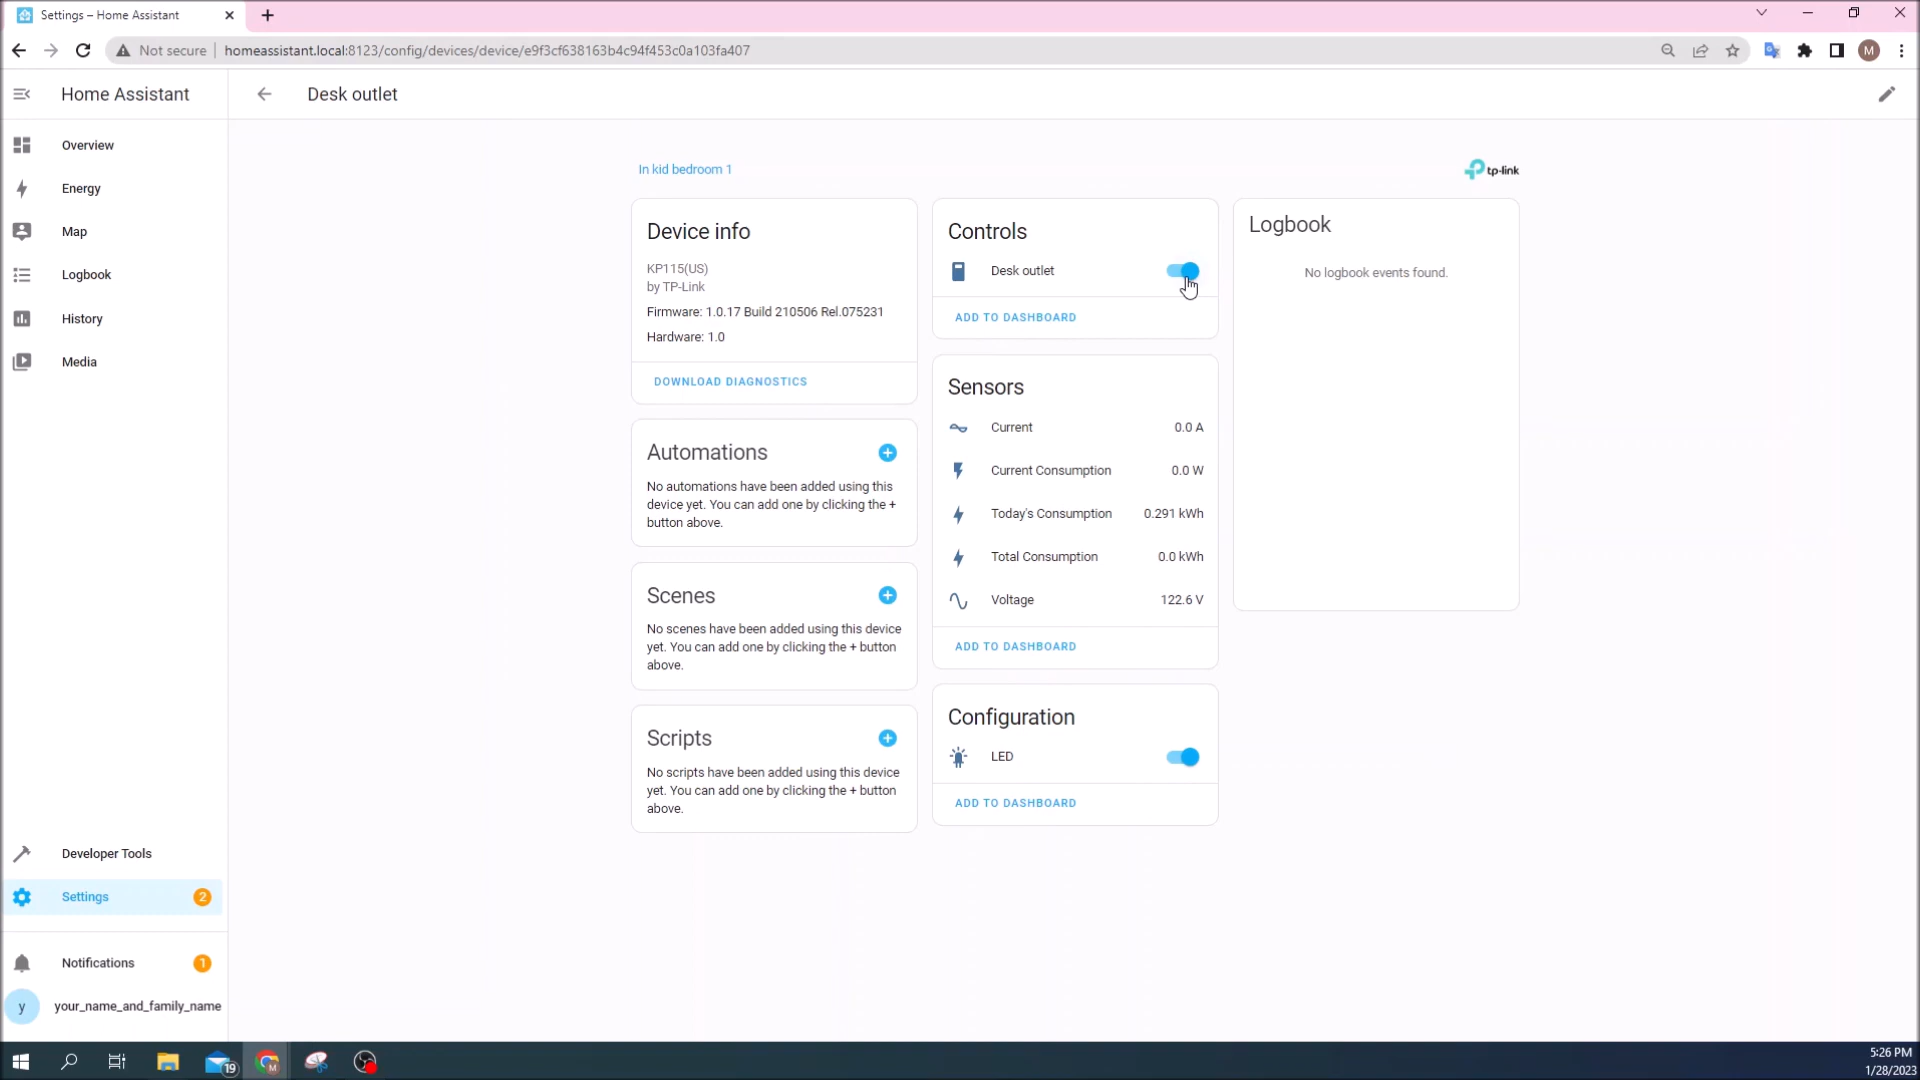 Settings – Home Assistant
Not secure
homeassistant.local:8123/config/devices/device/e9f3cf638163b4c94f453c0a103fa407
M
Home Assistant
Desk outlet
Overview
Energy
Map
Logbook
History
Media
Developer Tools
Settings
2
Notifications
1
y
your_name_and_family_name
In kid bedroom 1
tp-link
Device info
KP115(US)
by TP-Link
Firmware: 1.0.17 Build 210506 Rel.075231
Hardware: 1.0
DOWNLOAD DIAGNOSTICS
Automations
No automations have been added using this
device yet. You can add one by clicking the +
button above.
Scenes
No scenes have been added using this device
yet. You can add one by clicking the + button
above.
Scripts
No scripts have been added using this device
yet. You can add one by clicking the + button
above.
Controls
Desk outlet
ADD TO DASHBOARD
Sensors
Current 0.0 A
Current Consumption 0.0 W
Today's Consumption 0.291 kWh
Total Consumption 0.0 kWh
Voltage 122.6 V
ADD TO DASHBOARD
Configuration
LED
ADD TO DASHBOARD
Logbook
No logbook events found.
19
M
5:26 PM
1/28/2023